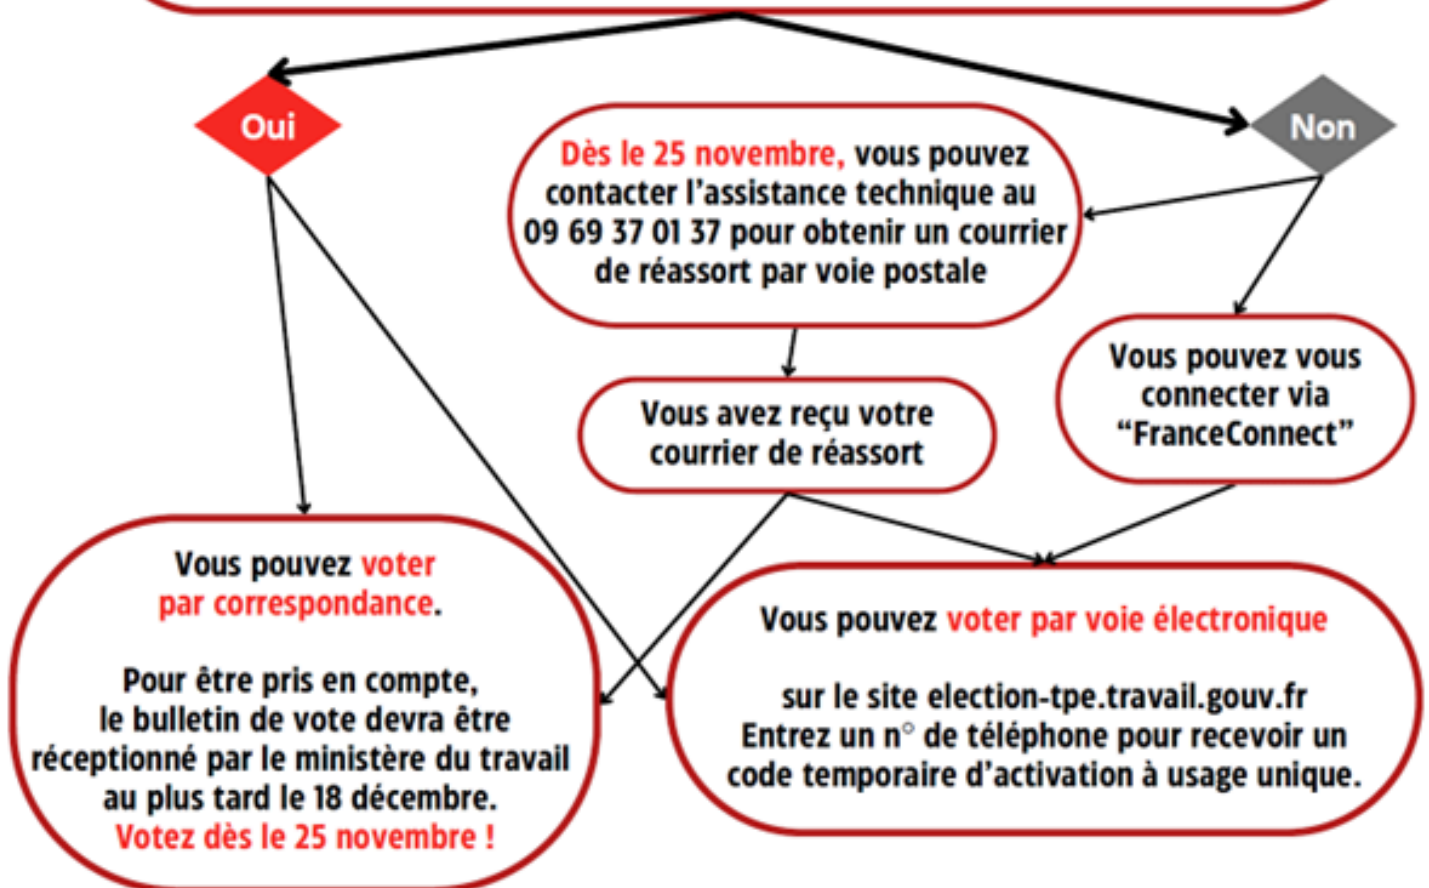 Oui
Non
Dès le 25 novembre, vous pouvez
contacter l'assistance technique au
09 69 37 01 37 pour obtenir un courrier
de réassort par voie postale
Vous avez reçu votre
courrier de réassort
Vous pouvez vous
connecter via
“FranceConnect”
Vous pouvez voter
par correspondance.
Pour être pris en compte,
le bulletin de vote devra être
réceptionné par le ministère du travail
au plus tard le 18 décembre.
Votez dès le 25 novembre !
Vous pouvez voter par voie électronique
sur le site election-tpe.travail.gouv.fr
Entrez un n° de téléphone pour recevoir un
code temporaire d'activation à usage unique.